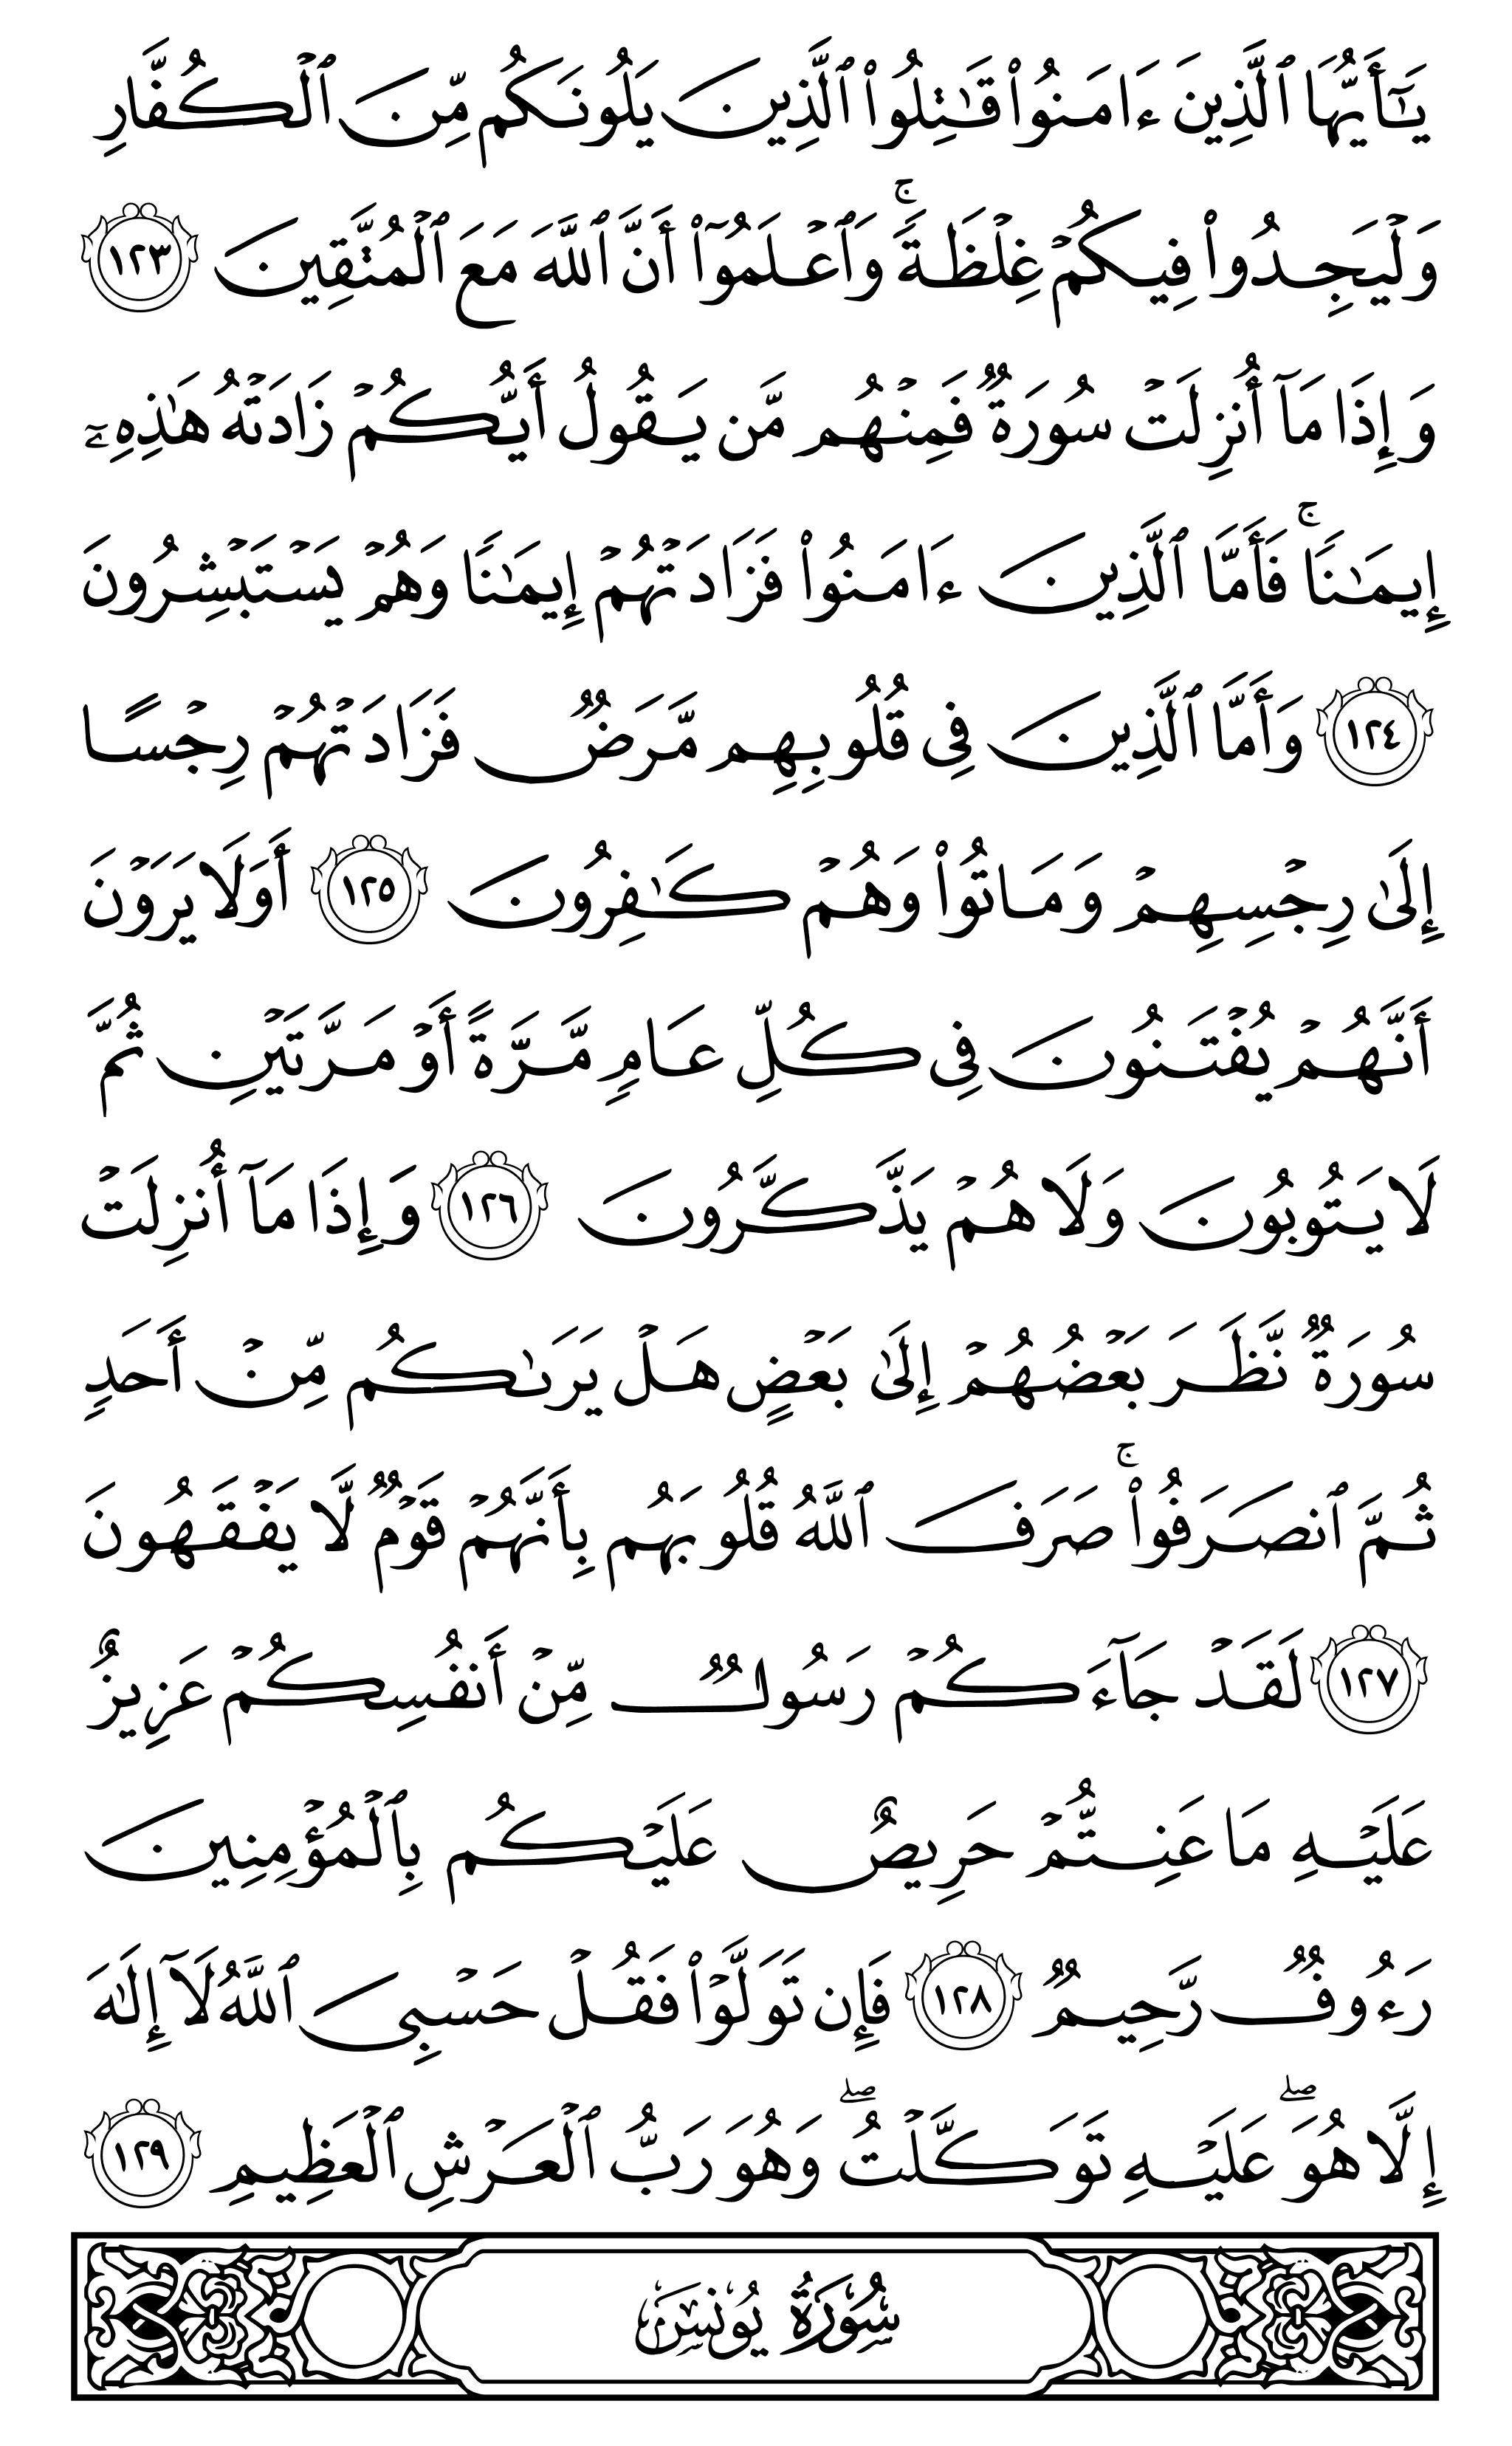 يَٰٓأَيُّهَا ٱلَّذِينَ ءَامَنُوا۟ قَٰتِلُوا۟ ٱلَّذِينَ يَلُونَكُم مِّنَ ٱلْكُفَّارِ
وَلْيَجِدُوا۟ فِيكُمْ غِلْظَةً ۚ وَٱعْلَمُوٓا۟ أَنَّ ٱللَّهَ مَعَ ٱلْمُتَّقِينَ ١٢٣
وَإِذَا مَآ أُنزِلَتْ سُورَةٌ فَمِنْهُم مَّن يَقُولُ أَيُّكُمْ زَادَتْهُ هَٰذِهِۦٓ
إِيمَٰنًا ۚ فَأَمَّا ٱلَّذِينَ ءَامَنُوا۟ فَزَادَتْهُمْ إِيمَٰنًا وَهُمْ يَسْتَبْشِرُونَ
١٢٤ وَأَمَّا ٱلَّذِينَ فِى قُلُوبِهِم مَّرَضٌ فَزَادَتْهُمْ رِجْسًا
إِلَىٰ رِجْسِهِمْ وَمَاتُوا۟ وَهُمْ كَٰفِرُونَ ١٢٥ أَوَلَا يَرَوْنَ
أَنَّهُمْ يُفْتَنُونَ فِى كُلِّ عَامٍ مَّرَّةً أَوْ مَرَّتَيْنِ ثُمَّ
لَا يَتُوبُونَ وَلَا هُمْ يَذَّكَّرُونَ ١٢٦ وَإِذَا مَآ أُنزِلَتْ
سُورَةٌ نَّظَرَ بَعْضُهُمْ إِلَىٰ بَعْضٍ هَلْ يَرَىٰكُم مِّنْ أَحَدٍ
ثُمَّ ٱنصَرَفُوا۟ ۚ صَرَفَ ٱللَّهُ قُلُوبَهُم بِأَنَّهُمْ قَوْمٌ لَّا يَفْقَهُونَ
١٢٧ لَقَدْ جَآءَكُمْ رَسُولٌ مِّنْ أَنفُسِكُمْ عَزِيزٌ
عَلَيْهِ مَا عَنِتُّمْ حَرِيصٌ عَلَيْكُم بِٱلْمُؤْمِنِينَ
رَءُوفٌ رَّحِيمٌ ١٢٨ فَإِن تَوَلَّوْا۟ فَقُلْ حَسْبِىَ ٱللَّهُ لَآ إِلَٰهَ
إِلَّا هُوَ ۖ عَلَيْهِ تَوَكَّلْتُ ۖ وَهُوَ رَبُّ ٱلْعَرْشِ ٱلْعَظِيمِ ١٢٩
سُورَةُ يُونُسَ